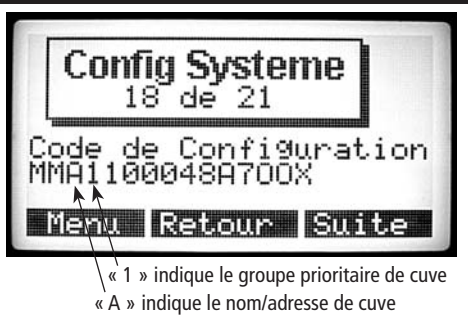 Config Systeme
18 de 21
Code de Configuration
MMA1100048A700X
Menu Retour Suite
« 1 » indique le groupe prioritaire de cuve
« A » indique le nom/adresse de cuve